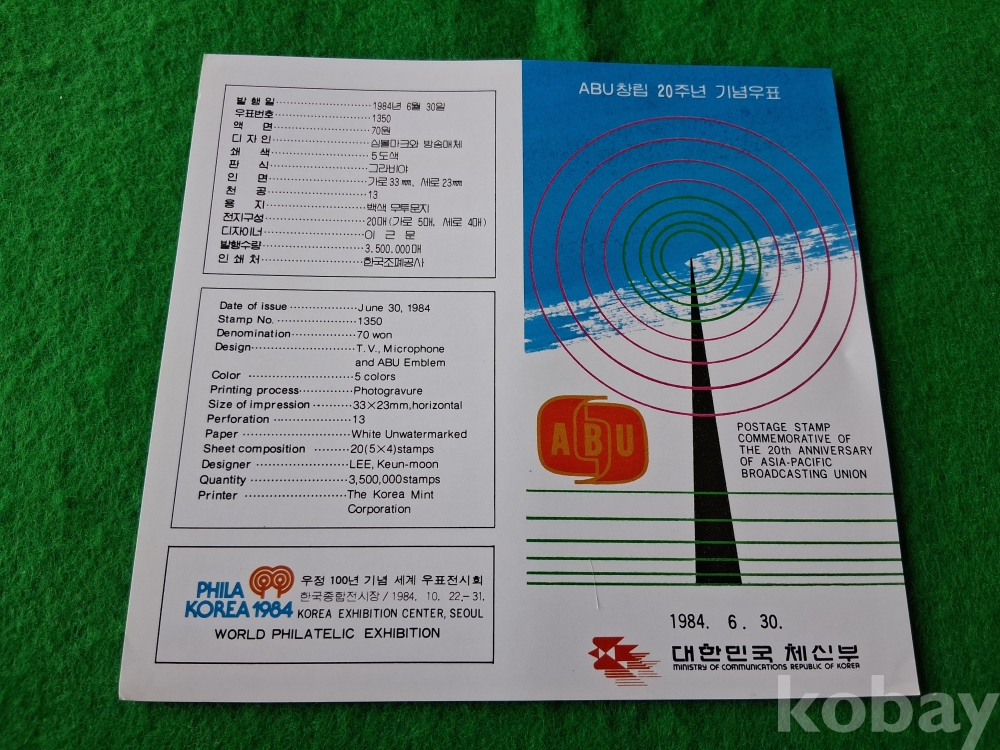 발 행 일 ·················· 1984년 6월 30일
우표번호 ·················· 1350
액 면 ·················· 70원
디 자 인 ·················· 심볼마크와 방송매체
쇄 색 ·················· 5도색
판 식 ·················· 그라비아
인 면 ·················· 가로 33㎜, 세로 23㎜
천 공 ·················· 13
용 지 ·················· 백색 무투문지
전지구성 ·················· 20매 (가로 5매, 세로 4매)
디자이너 ·················· 이 근 문
발행수량 ·················· 3,500,000매
인 쇄 처 ·················· 한국조폐공사
Date of issue ·················· June 30, 1984
Stamp No. ·················· 1350
Denomination ·················· 70 won
Design ·················· T.V., Microphone
and ABU Emblem
Color ·················· 5 colors
Printing process ·················· Photogravure
Size of impression ·················· 33×23mm,horizontal
Perforation ·················· 13
Paper ·················· White Unwatermarked
Sheet composition ·················· 20(5×4)stamps
Designer ·················· LEE, Keun-moon
Quantity ·················· 3,500,000stamps
Printer ·················· The Korea Mint
Corporation
PHILA
KOREA 1984
우정 100년 기념 세계 우표전시회
한국종합전시장 / 1984. 10. 22.-31.
KOREA EXHIBITION CENTER, SEOUL
WORLD PHILATELIC EXHIBITION
ABU창립 20주년 기념우표
ABU
POSTAGE STAMP
COMMEMORATIVE OF
THE 20th ANNIVERSARY
OF ASIA-PACIFIC
BROADCASTING UNION
1984. 6. 30.
대한민국 체신부
MINISTRY OF COMMUNICATIONS REPUBLIC OF KOREA
kobay